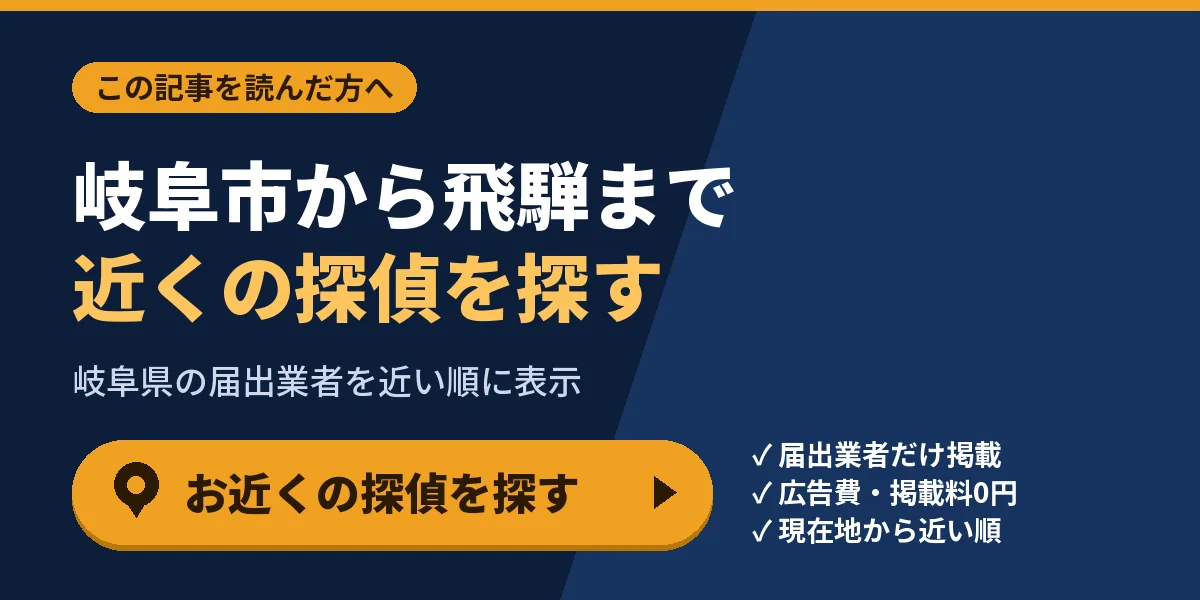 この記事を読んだ方へ
岐阜市から飛騨まで
近くの探偵を探す
岐阜県の届出業者を近い順に表示
お近くの探偵を探す
✓届出業者だけ掲載
✓広告費・掲載料0円
✓現在地から近い順